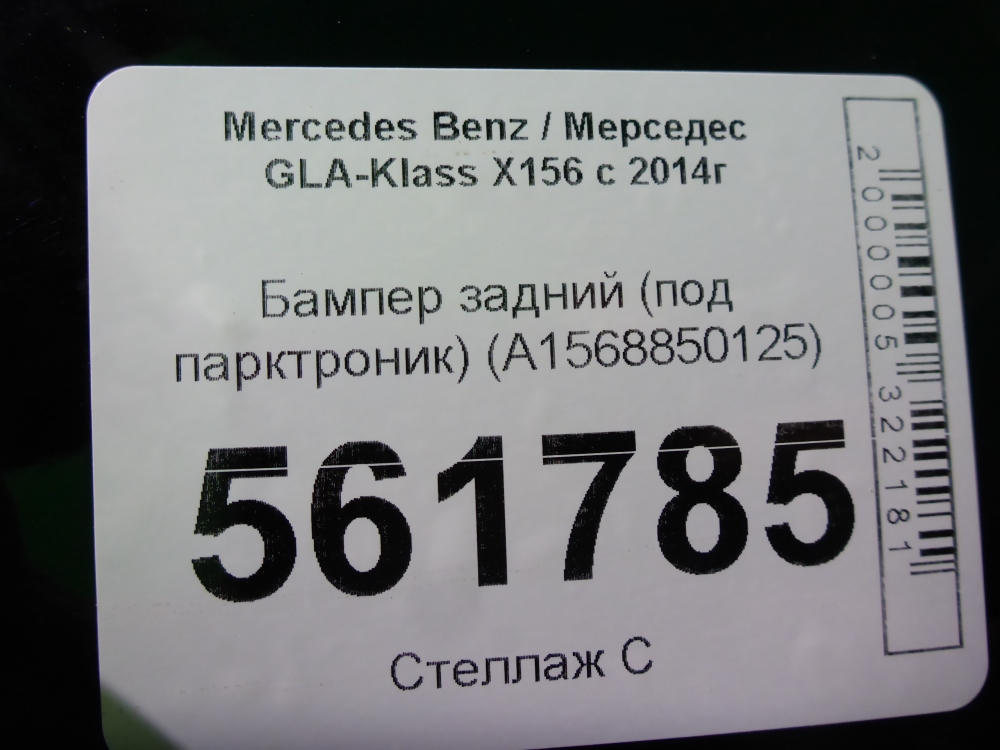 Mercedes Benz / Мерседес
GLA-Klass X156 с 2014г
Бампер задний (под
парктроник) (A1568850125)
561785
Стеллаж С
2000005322181